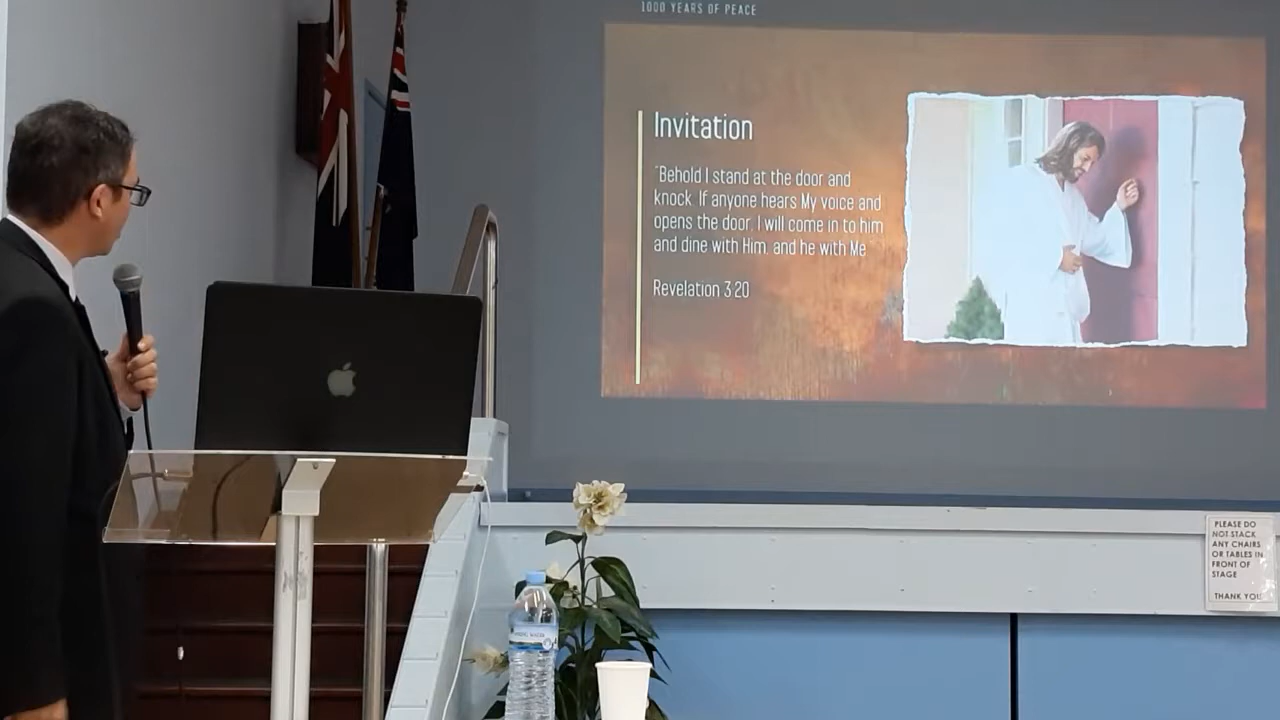 1000 YEARS OF PEACE
Invitation
"Behold I stand at the door and
knock. If anyone hears My voice and
opens the door, I will come in to him
and dine with Him, and he with Me"
Revelation 3:20
PLEASE DO
NOT STACK
ANY CHAIRS
OR TABLES IN
FRONT OF
STAGE
THANK YOU